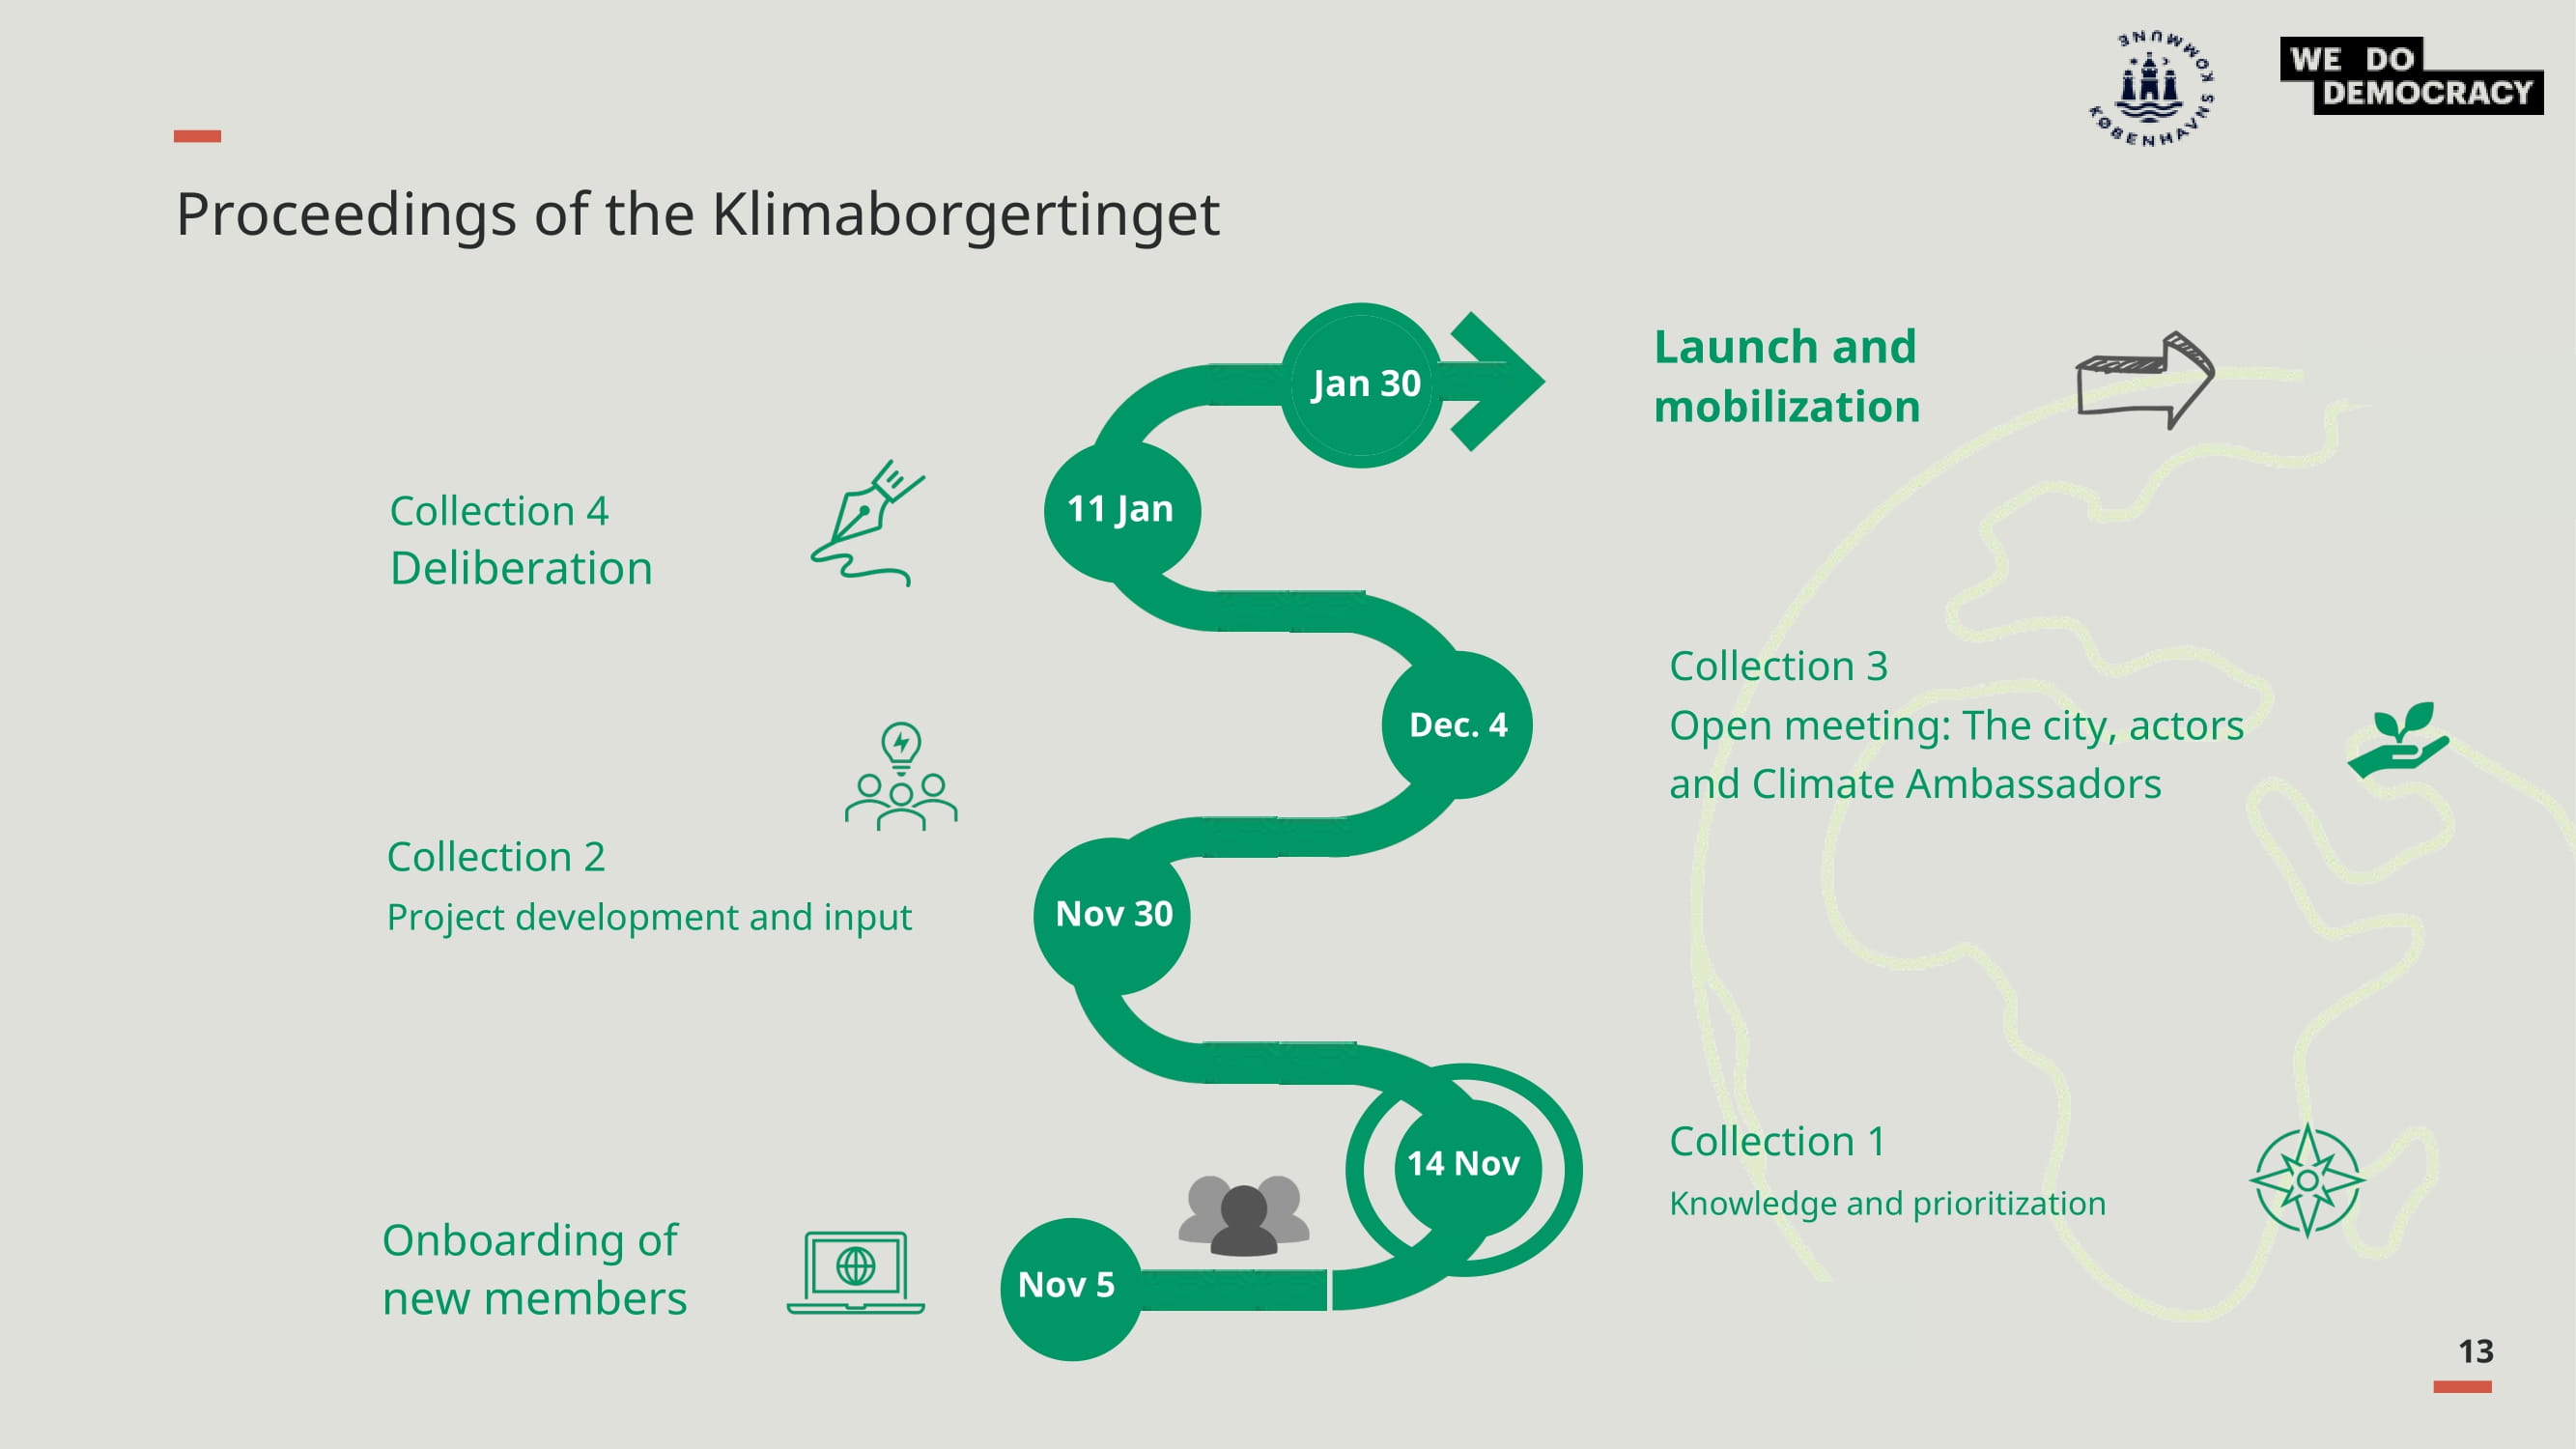 KØBENHAVNS KOMMUNE
WE DO
DEMOCRACY
Proceedings of the Klimaborgertinget
Jan 30
Launch and
mobilization
11 Jan
Collection 4
Deliberation
Dec. 4
Collection 3
Open meeting: The city, actors
and Climate Ambassadors
Nov 30
Collection 2
Project development and input
14 Nov
Collection 1
Knowledge and prioritization
Nov 5
Onboarding of
new members
13